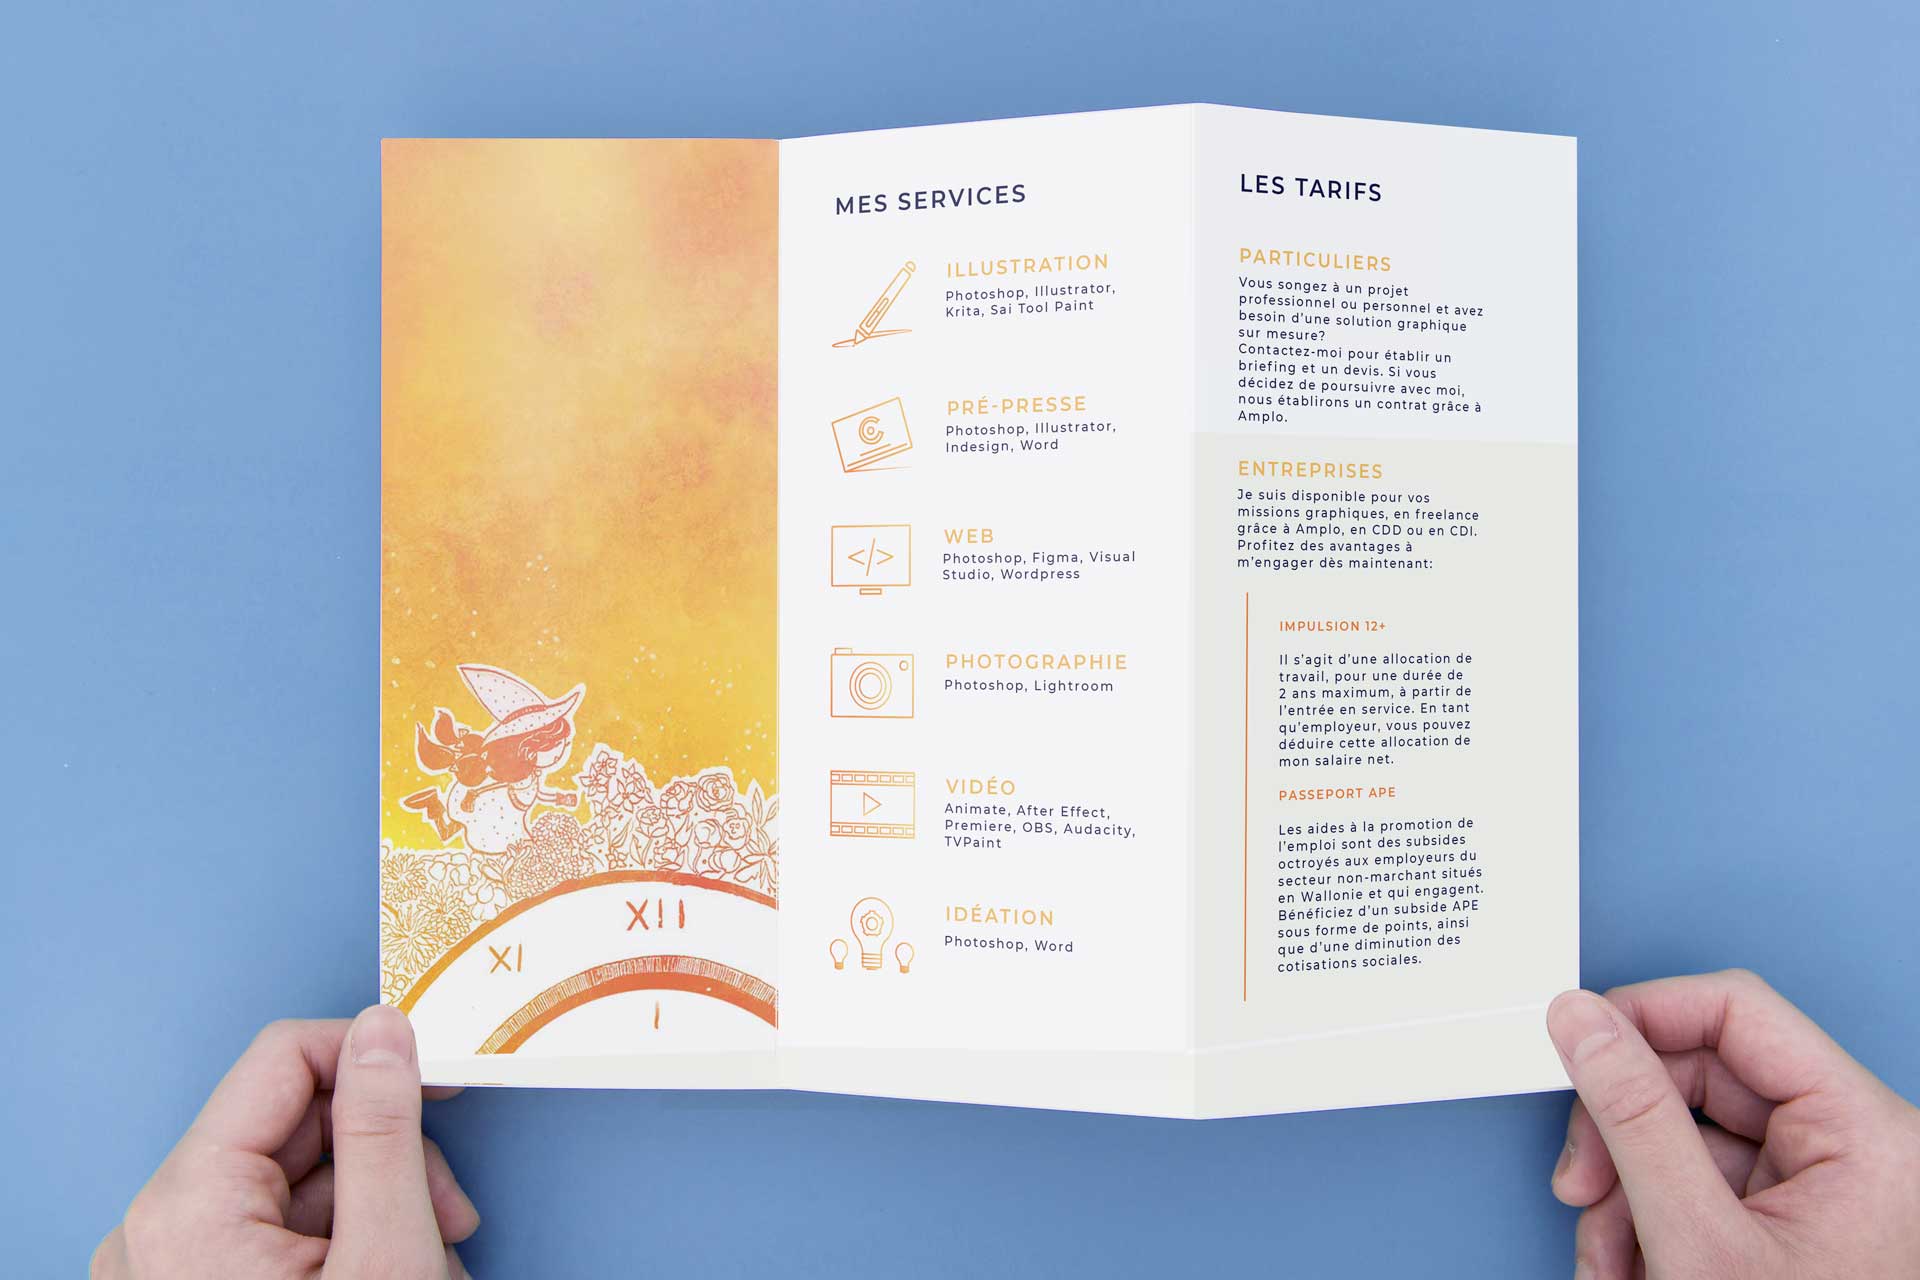 XI
XII
I
MES SERVICES
ILLUSTRATION
Photoshop, Illustrator,
Krita, Sai Tool Paint
PRÉ-PRESSE
Photoshop, Illustrator,
Indesign, Word
</>
WEB
Photoshop, Figma, Visual
Studio, Wordpress
PHOTOGRAPHIE
Photoshop, Lightroom
VIDÉO
Animate, After Effect,
Premiere, OBS, Audacity,
TVPaint
IDÉATION
Photoshop, Word
LES TARIFS
PARTICULIERS
Vous songez à un projet
professionnel ou personnel et avez
besoin d'une solution graphique
sur mesure?
Contactez-moi pour établir un
briefing et un devis. Si vous
décidez de poursuivre avec moi,
nous établirons un contrat grâce à
Amplo.
ENTREPRISES
Je suis disponible pour vos
missions graphiques, en freelance
grâce à Amplo, en CDD ou en CDI.
Profitez des avantages à
m'engager dès maintenant:
IMPULSION 12+
Il s'agit d'une allocation de
travail, pour une durée de
2 ans maximum, à partir de
l'entrée en service. En tant
qu'employeur, vous pouvez
déduire cette allocation de
mon salaire net.
PASSEPORT APE
Les aides à la promotion de
l'emploi sont des subsides
octroyés aux employeurs du
secteur non-marchant situés
en Wallonie et qui engagent.
Bénéficiez d'un subside APE
sous forme de points, ainsi
que d'une diminution des
cotisations sociales.